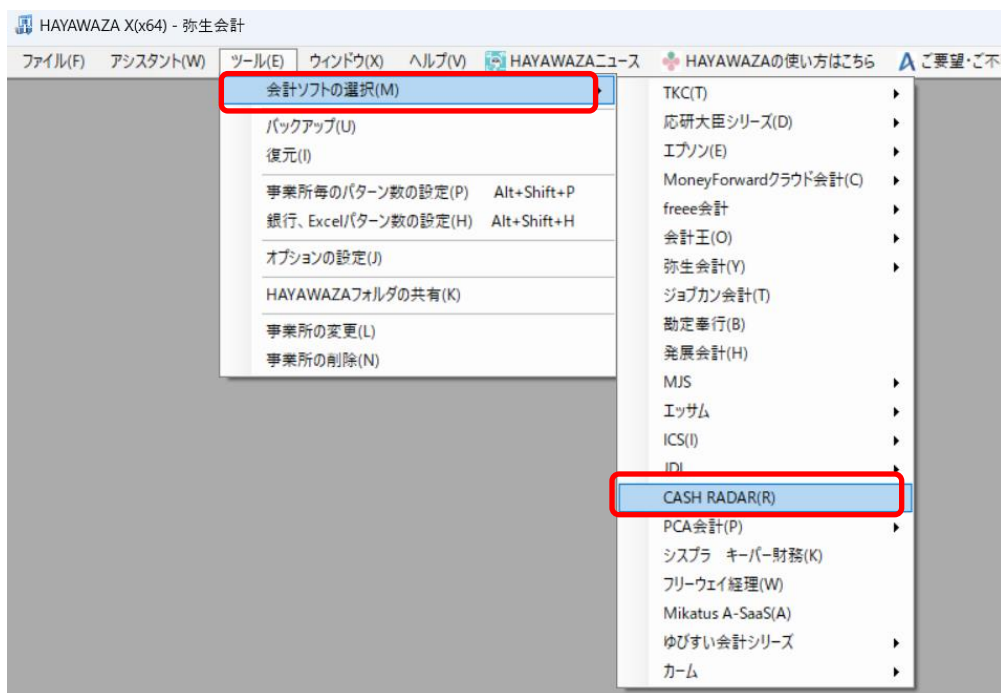 HAYAWAZA X(x64) - 弥生会計
ファイル(F) アシスタント(W) ツール(E) ウィンドウ(X) ヘルプ(V) HAYAWAZAニュース HAYAWAZAの使い方はこちら ご要望・ご不
会計ソフトの選択(M)
バックアップ(U)
復元(I)
事業所毎のパターン数の設定(P) Alt+Shift+P
銀行、Excelパターン数の設定(H) Alt+Shift+H
オプションの設定(J)
HAYAWAZAフォルダの共有(K)
事業所の変更(L)
事業所の削除(N)
TKC(T)
応研大臣シリーズ(D)
エプソン(E)
MoneyForwardクラウド会計(C)
freee会計
会計王(O)
弥生会計(Y)
ジョブカン会計(T)
勘定奉行(B)
発展会計(H)
MJS
エッサム
ICS(I)
JDL
CASH RADAR(R)
PCA会計(P)
シスプラ キーパー財務(K)
フリーウェイ経理(W)
Mikatus A-SaaS(A)
ゆびすい会計シリーズ
カーム